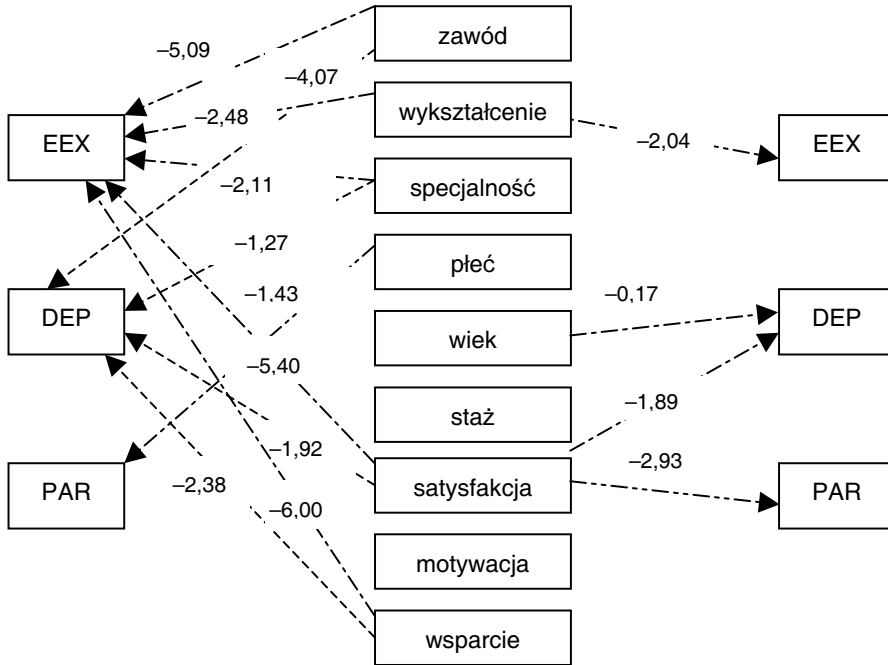 zawód
–5,09
–4,07
wykształcenie
–2,48
EEX
–2,04
EEX
–2,11
specjalność
–1,27
płeć
–1,43
–0,17
DEP
wiek
DEP
–5,40
staż
–1,89
–1,92
–2,93
PAR
–2,38
satysfakcja
PAR
–6,00
motywacja
wsparcie